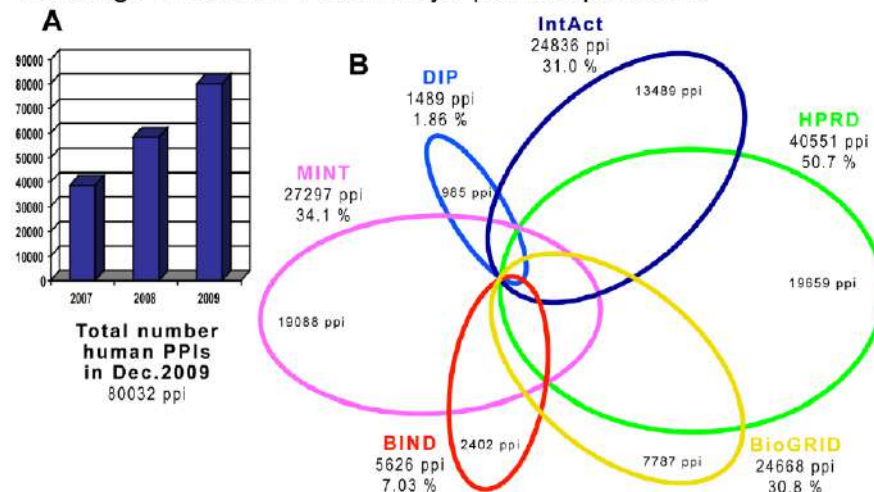 A
90000
80000
70000
60000
50000
40000
30000
20000
10000
0
2007
2008
2009
Total number
human PPIs
in Dec.2009
80032 ppi
B
IntAct
24836 ppi
31.0 %
13489 ppi
DIP
1489 ppi
1.86 %
985 ppi
HPRD
40551 ppi
50.7 %
19659 ppi
MINT
27297 ppi
34.1 %
19088 ppi
BIND
5626 ppi
7.03 %
2402 ppi
BioGRID
24668 ppi
30.8 %
7787 ppi